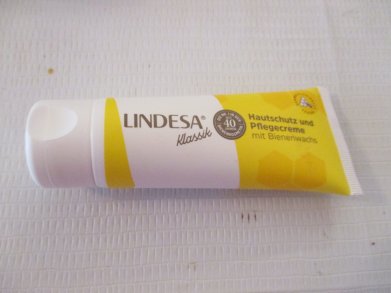 LINDESA®
Klassik
40
Hautschutz und
Pflegecreme
mit Bienenwachs